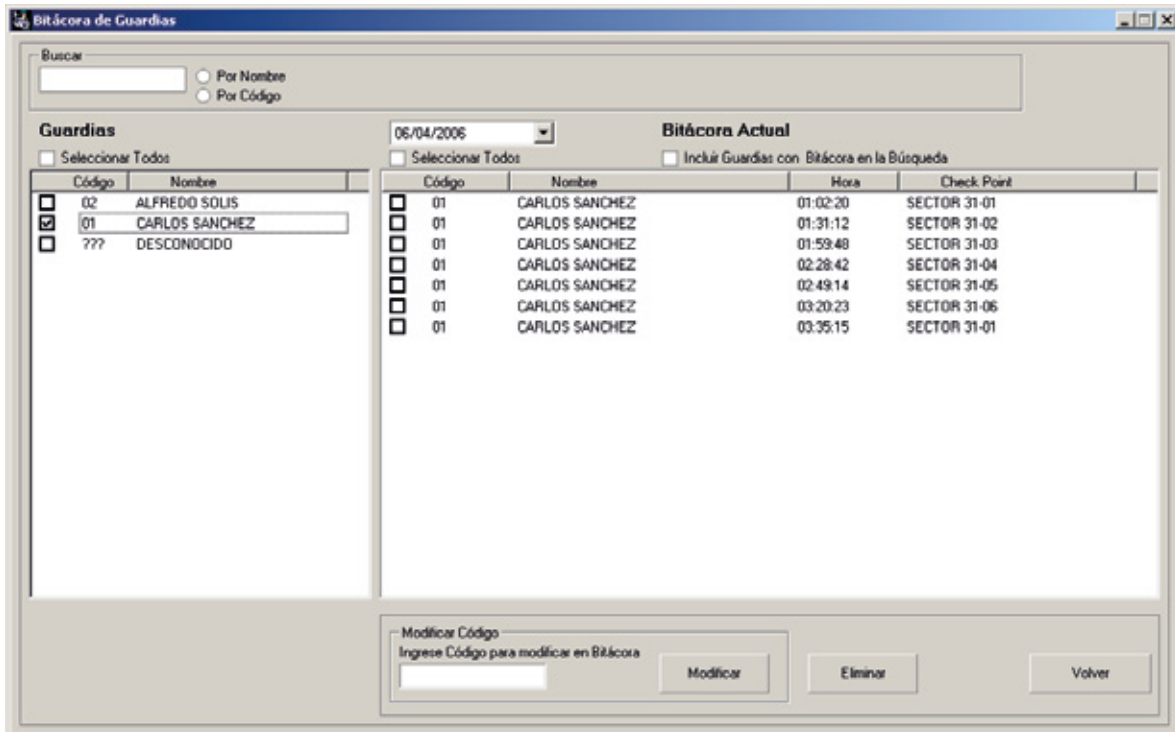 Bitácora de Guardias
Buscar
Por Nombre
Por Código
Guardias
Seleccionar Todos
Código Nombre
02 ALFREDO SOLIS
01 CARLOS SANCHEZ
??? DESCONOCIDO
06/04/2006
Bitácora Actual
Seleccionar Todos
Incluir Guardias con Bitácora en la Búsqueda
Código Nombre Hora Check Point
01 CARLOS SANCHEZ 01:02:20 SECTOR 31-01
01 CARLOS SANCHEZ 01:31:12 SECTOR 31-02
01 CARLOS SANCHEZ 01:59:48 SECTOR 31-03
01 CARLOS SANCHEZ 02:28:42 SECTOR 31-04
01 CARLOS SANCHEZ 02:49:14 SECTOR 31-05
01 CARLOS SANCHEZ 03:20:23 SECTOR 31-06
01 CARLOS SANCHEZ 03:35:15 SECTOR 31-01
Modificar Código
Ingrese Código para modificar en Bitácora
Modificar
Eliminar
Volver